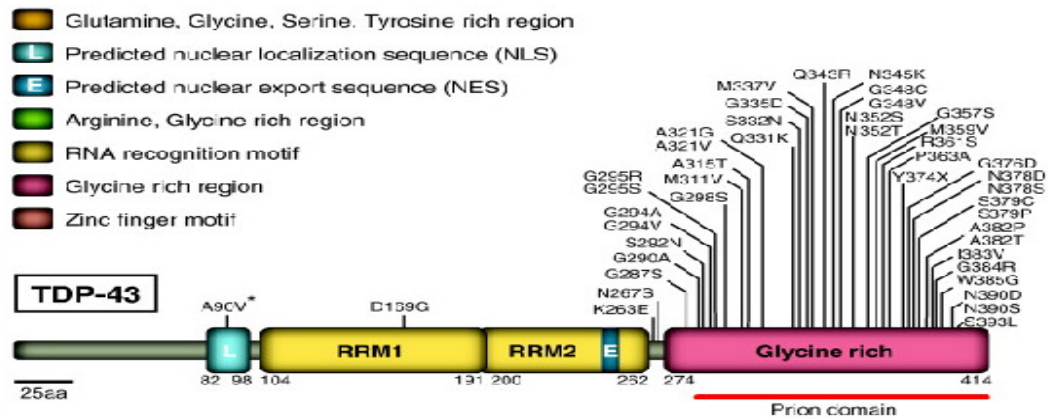 Glutamine, Glycine, Serine. Tyrosine rich region
L Predicted nuclear localization sequence (NLS)
E Predicted nuclear export sequence (NES)
Arginine, Glycine rich region
RNA recognition motif
Glycine rich region
Zinc finger motif
TDP-43
A90V*
D169G
K263E
N267S
G287S
G290A
S292N
G294V
G294A
G295S
G295R
G298S
M311V
A315T
A321V
A321G
Q331K
S332N
G335D
M337V
Q343R
N345K
G348C
G348V
N352S
N352T
G357S
M359V
R361S
P363A
Y374X
G376D
N378D
N378S
S379C
S379P
A382P
A382T
I383V
G384R
W385G
N390D
N390S
S393L
L RRM1 RRM2 E Glycine rich
82 98 104 191 200 262 274 414
25aa
Prion domain